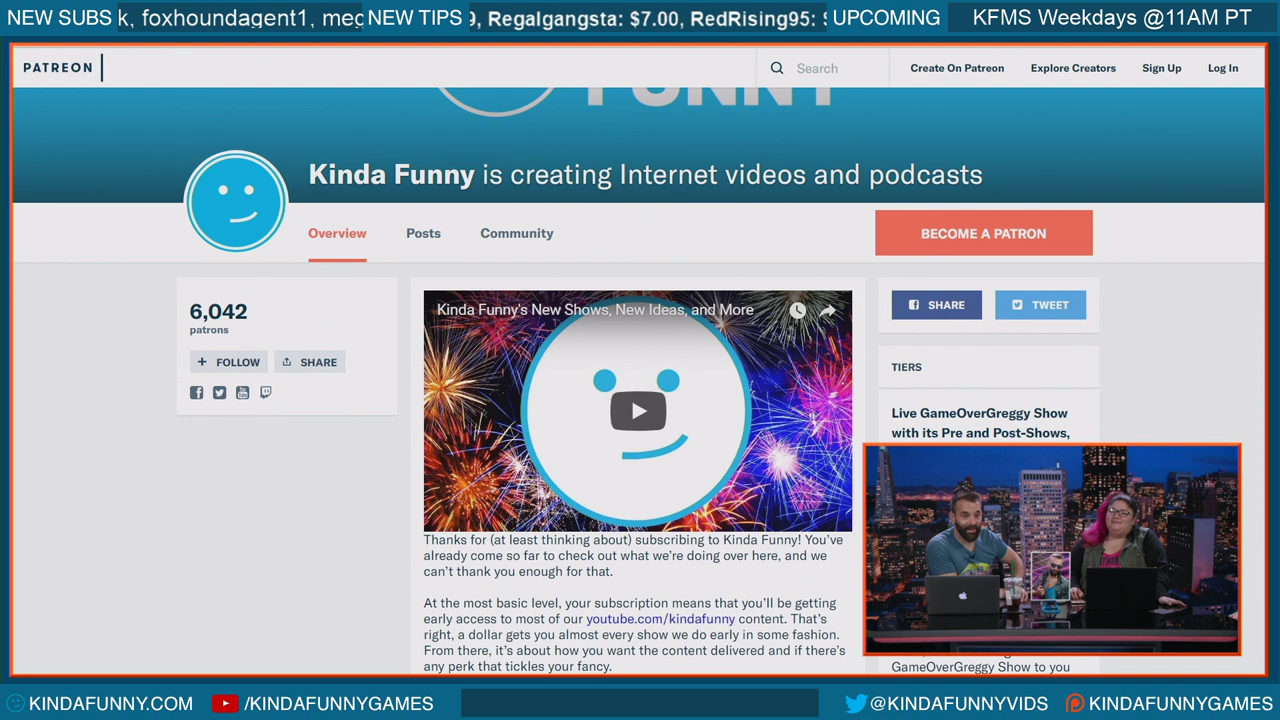 NEW SUBS k, foxhoundagent1, meg NEW TIPS 9, Regalgangsta: $7.00, RedRising95: $ UPCOMING KFMS Weekdays @11AM PT
PATREON Search Create On Patreon Explore Creators Sign Up Log In
FUNNY
Kinda Funny is creating Internet videos and podcasts
Overview Posts Community BECOME A PATRON
6,042
patrons
+ FOLLOW SHARE
Kinda Funny's New Shows, New Ideas, and More
Thanks for (at least thinking about) subscribing to Kinda Funny! You've
already come so far to check out what we're doing over here, and we
can't thank you enough for that.
At the most basic level, your subscription means that you'll be getting
early access to most of our youtube.com/kindafunny content. That's
right, a dollar gets you almost every show we do early in some fashion.
From there, it's about how you want the content delivered and if there's
any perk that tickles your fancy.
SHARE TWEET
TIERS
Live GameOverGreggy Show
with its Pre and Post-Shows,
GameOverGreggy Show to you
KINDAFUNNY.COM /KINDAFUNNYGAMES @KINDAFUNNYVIDS KINDAFUNNYGAMES